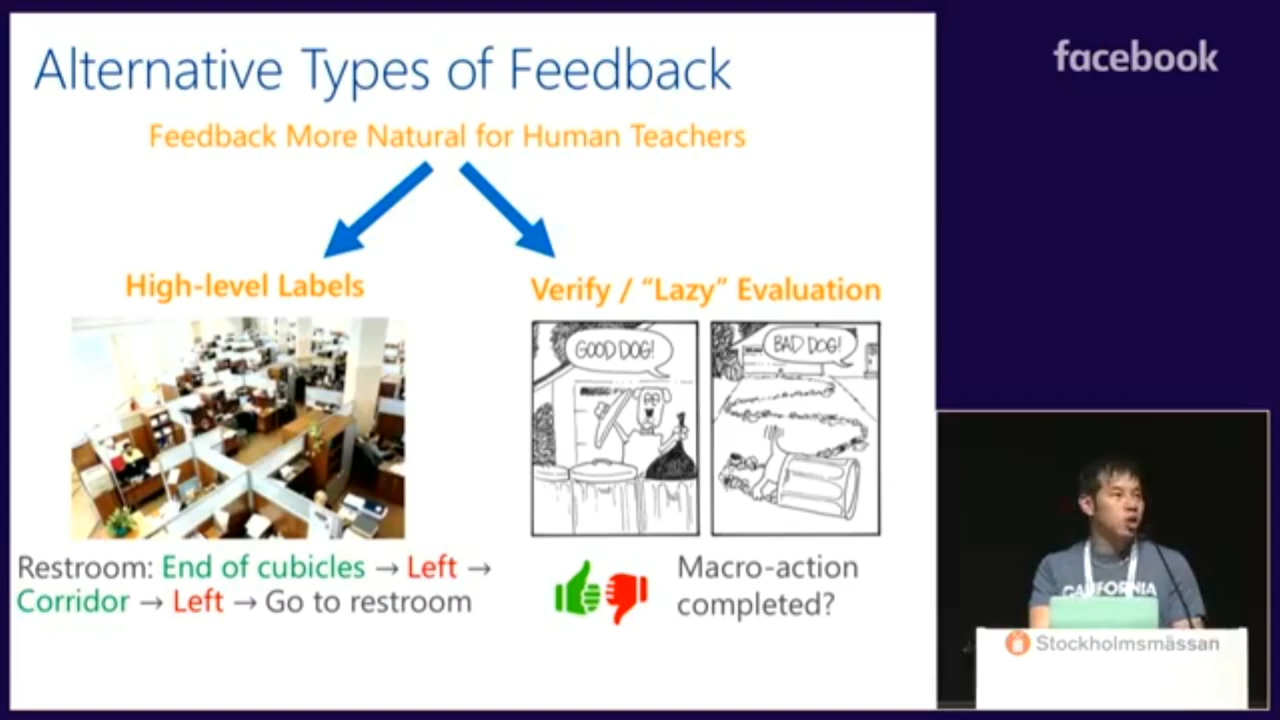 Alternative Types of Feedback
facebook
Feedback More Natural for Human Teachers
High-level Labels
Verify / “Lazy” Evaluation
GOOD DOG!
BAD DOG!
Restroom: End of cubicles → Left →
Corridor → Left → Go to restroom
Macro-action
completed?
CALIFORNIA
Stockholmsmässan